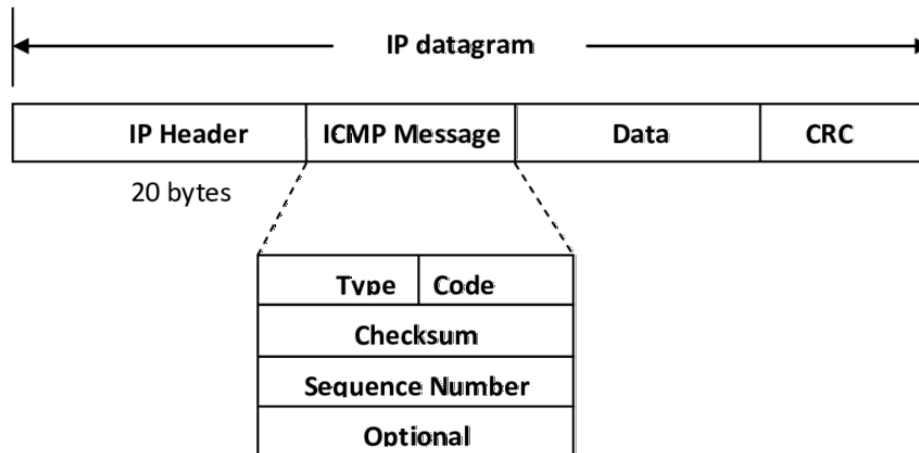 IP datagram
IP Header ICMP Message Data CRC
20 bytes
Type Code
Checksum
Sequence Number
Optional